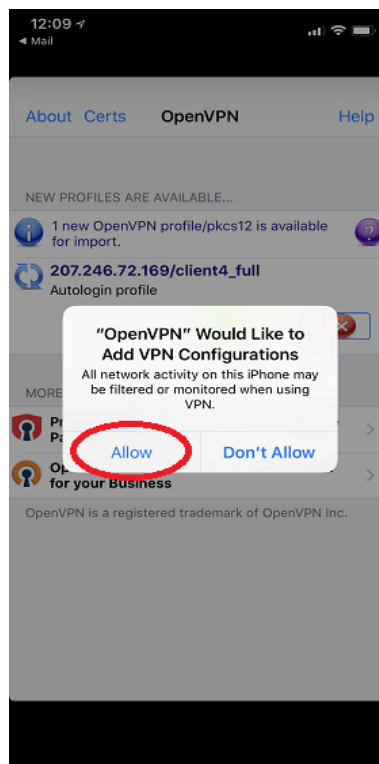 12:09
◀ Mail
About Certs OpenVPN Help
NEW PROFILES ARE AVAILABLE...
1 new OpenVPN profile/pkcs12 is available
for import.
207.246.72.169/client4_full
Autologin profile
"OpenVPN" Would Like to
Add VPN Configurations
All network activity on this iPhone may
be filtered or monitored when using
VPN.
MORE
Allow Don't Allow
for your Business
OpenVPN is a registered trademark of OpenVPN Inc.